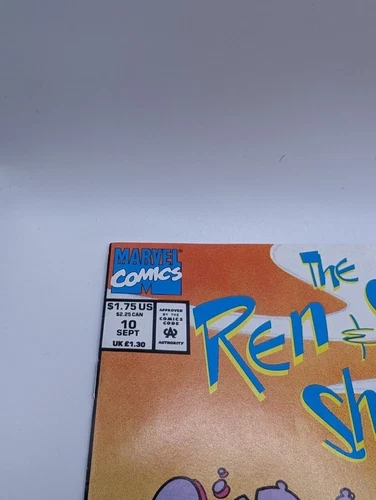 MARVEL
COMICS
M
$1.75 US
$2.25 CAN
10
SEPT
UK £1.30
APPROVED
BY THE
COMICS
CODE
AUTHORITY
The
Ren
&